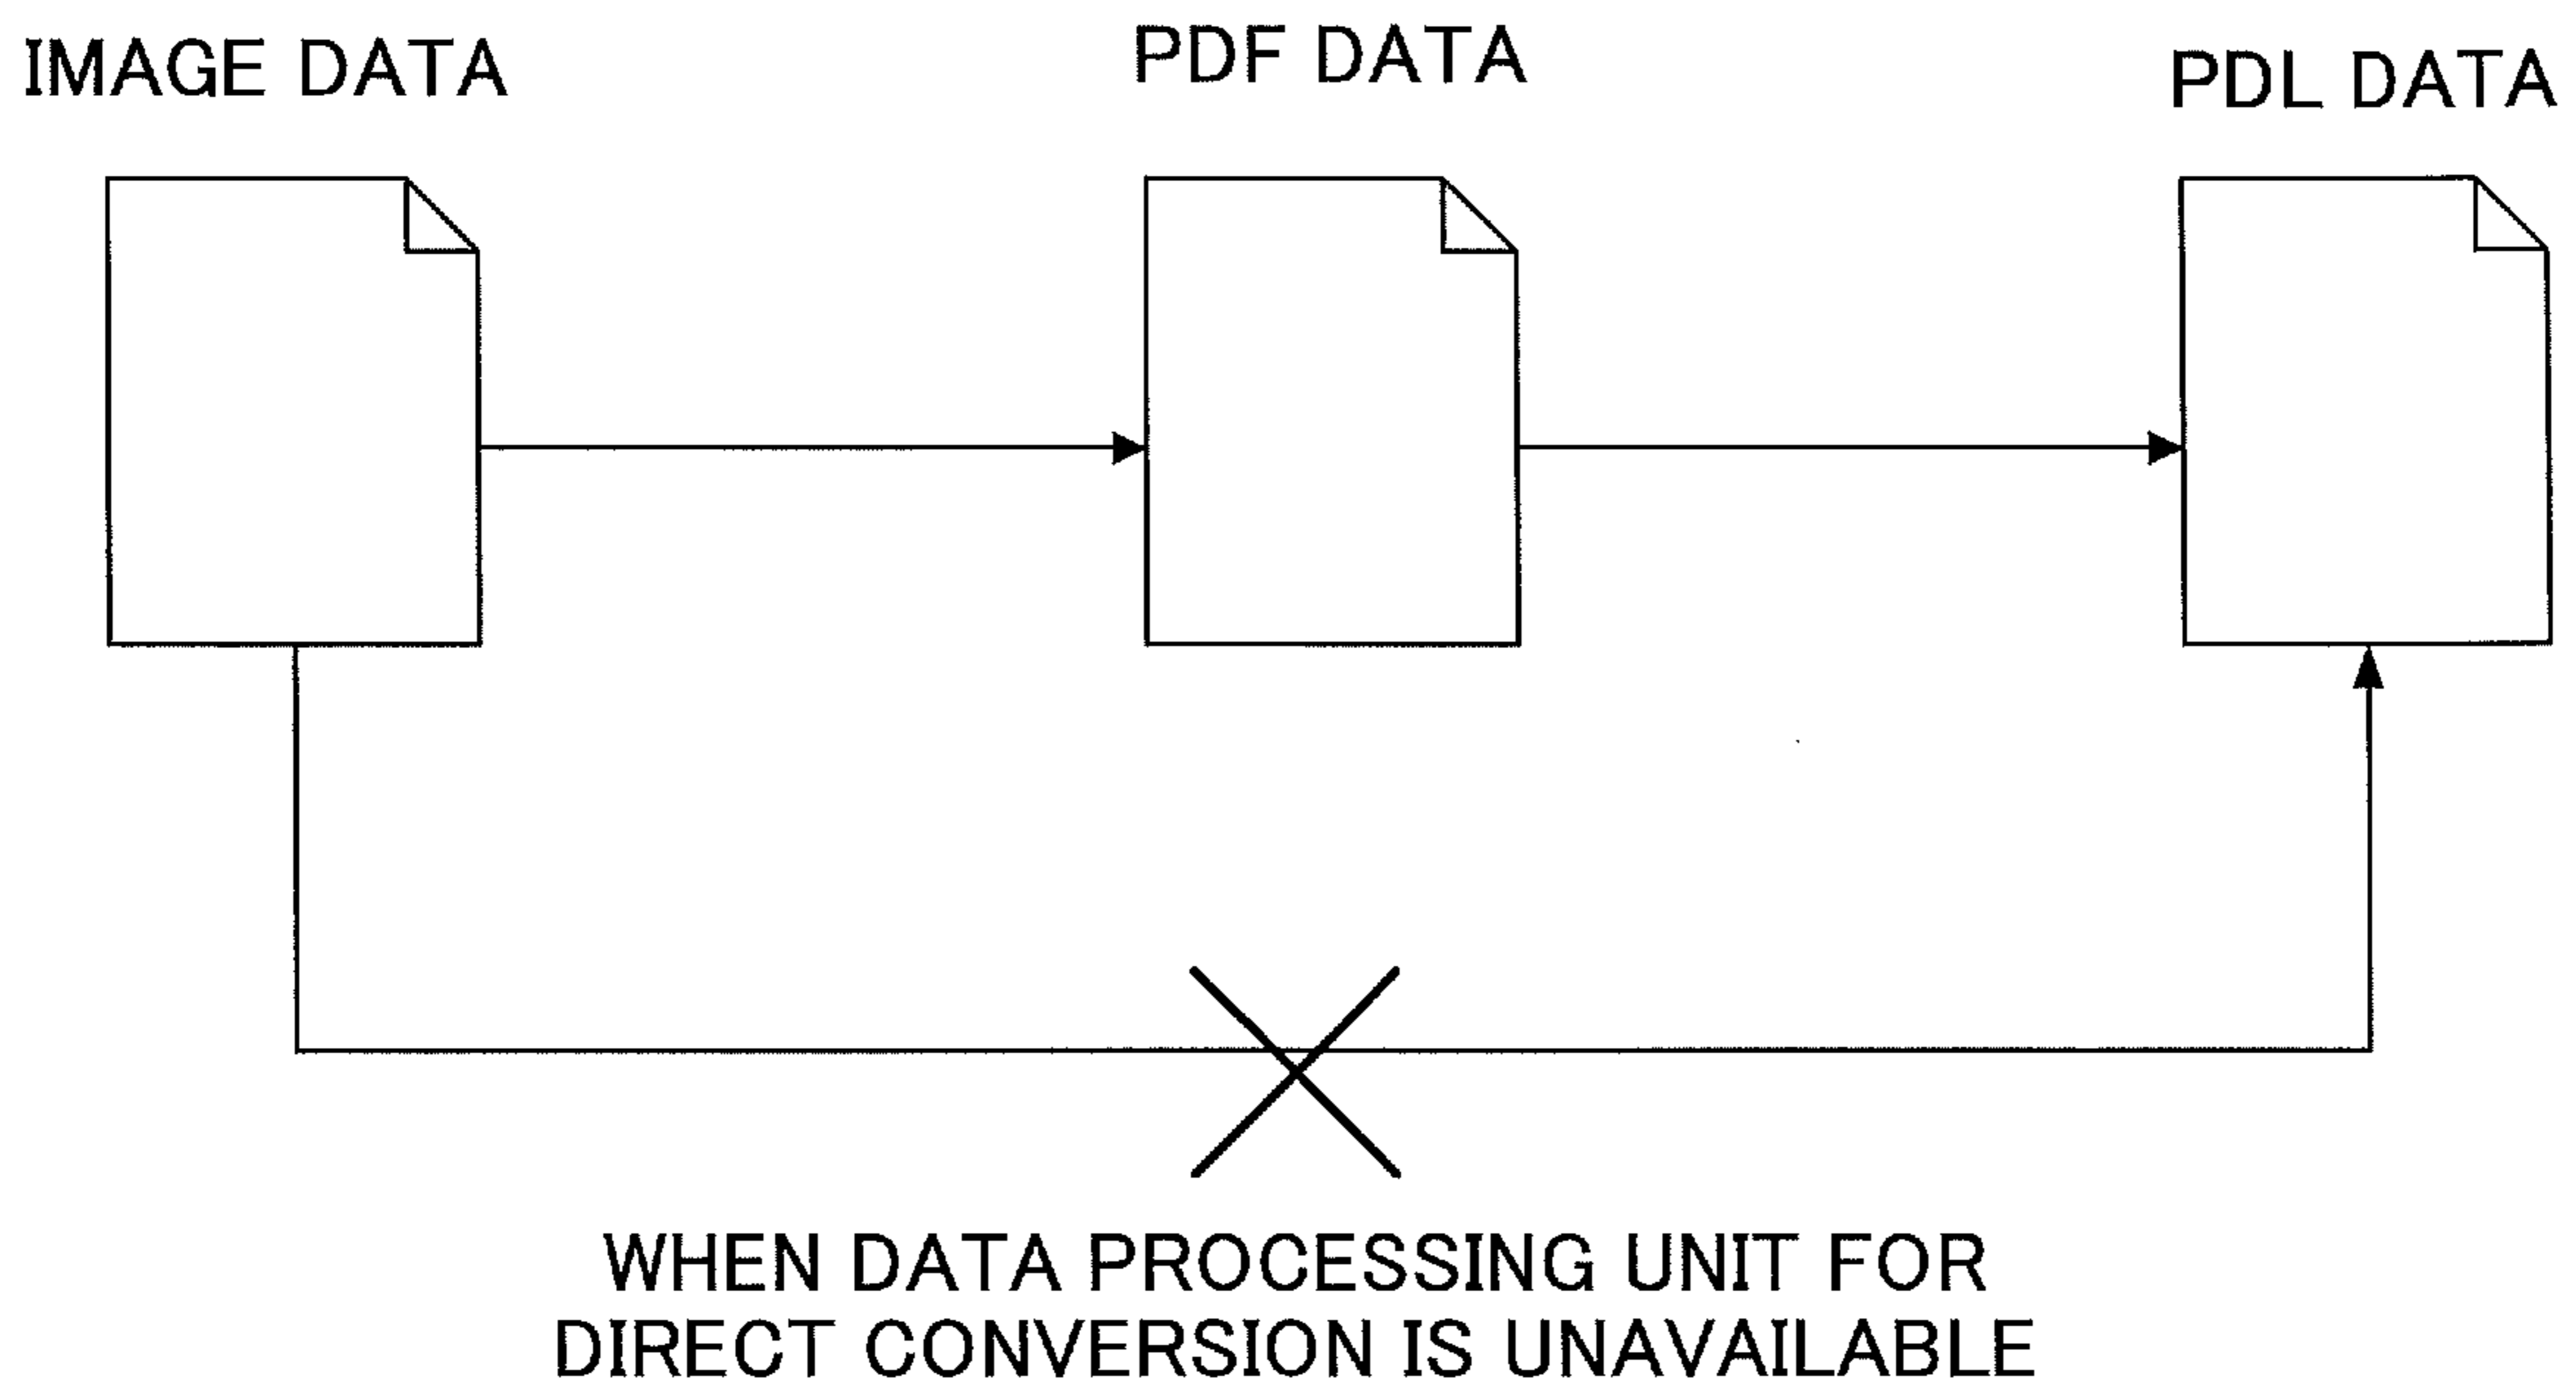 IMAGE DATA
PDF DATA
PDL DATA
WHEN DATA PROCESSING UNIT FOR
DIRECT CONVERSION IS UNAVAILABLE